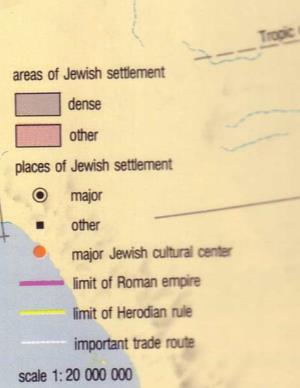 Tropic
areas of Jewish settlement
dense
other
places of Jewish settlement
major
other
major Jewish cultural center
limit of Roman empire
limit of Herodian rule
important trade route
scale 1: 20 000 000